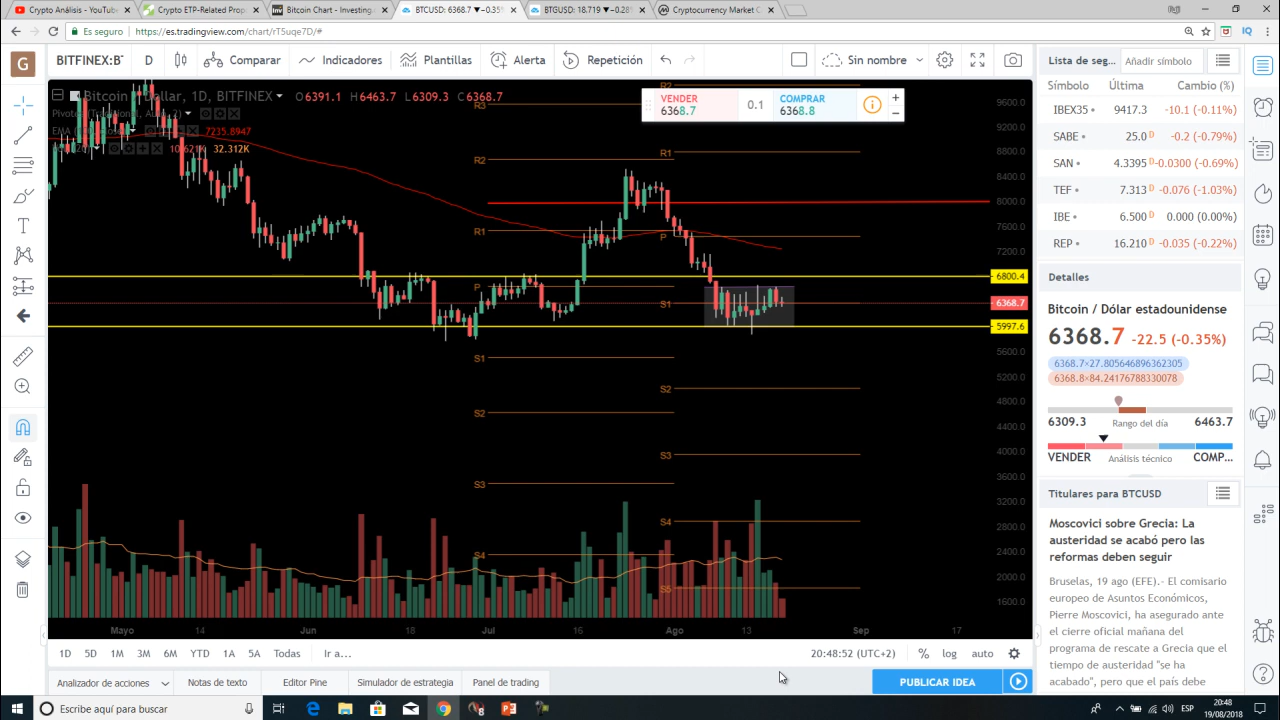 Crypto Análisis - YouTub
Crypto ETP-Related Prop
Bitcoin Chart - Investing.c
BTCUSD: 6368.7 ▼−0.35%
BTGUSD: 18.719 ▼−0.28%
Cryptocurrency Market C
Es seguro
https://es.tradingview.com/chart/rT5uqe7D/#
BITFINEX:B
D
Comparar
Indicadores
Plantillas
Alerta
Repetición
Sin nombre
G
1D, BITFINEX
O6391.1 H6463.7 L6309.3 C6368.7
7235.8947
32.312K
VENDER
6368.7
0.1
COMPRAR
6368.8
R3
R2
R1
P
S1
S2
S3
S4
R2
R1
P
S1
S2
S3
S4
S5
9600.0
9200.0
8800.0
8400.0
8000.0
7600.0
7200.0
6800.4
6368.7
5997.6
5600.0
5200.0
4800.0
4400.0
4000.0
3600.0
3200.0
2800.0
2400.0
2000.0
1600.0
Mayo 14 Jun 18 Jul 16 Ago 13 Sep 17
1D 5D 1M 3M 6M YTD 1A 5A Todas Ir a...
20:48:52 (UTC+2) % log auto
Analizador de acciones
Notas de texto
Editor Pine
Simulador de estrategia
Panel de trading
PUBLICAR IDEA
Lista de seg...
Añadir símbolo
Símbolo Última Cambio (%)
IBEX35 9417.3 -10.1 (-0.11%)
SABE 25.0 D -0.2 (-0.79%)
SAN 4.3395 D -0.0300 (-0.69%)
TEF 7.313 D -0.076 (-1.03%)
IBE 6.500 D 0.000 (0.00%)
REP 16.210 D -0.035 (-0.22%)
Detalles
Bitcoin / Dólar estadounidense
6368.7 -22.5 (-0.35%)
6368.7×27.805646896362305
6368.8×84.24176788330078
6309.3 Rango del día 6463.7
VENDER Análisis técnico COMP...
Titulares para BTCUSD
Moscovici sobre Grecia: La
austeridad se acabó pero las
reformas deben seguir
Bruselas, 19 ago (EFE).- El comisario
europeo de Asuntos Económicos,
Pierre Moscovici, ha asegurado ante
el cierre oficial mañana del
programa de rescate a Grecia que el
tiempo de austeridad "se ha
acabado", pero que el país debe
Escribe aquí para buscar
ESP
20:48
19/08/2018